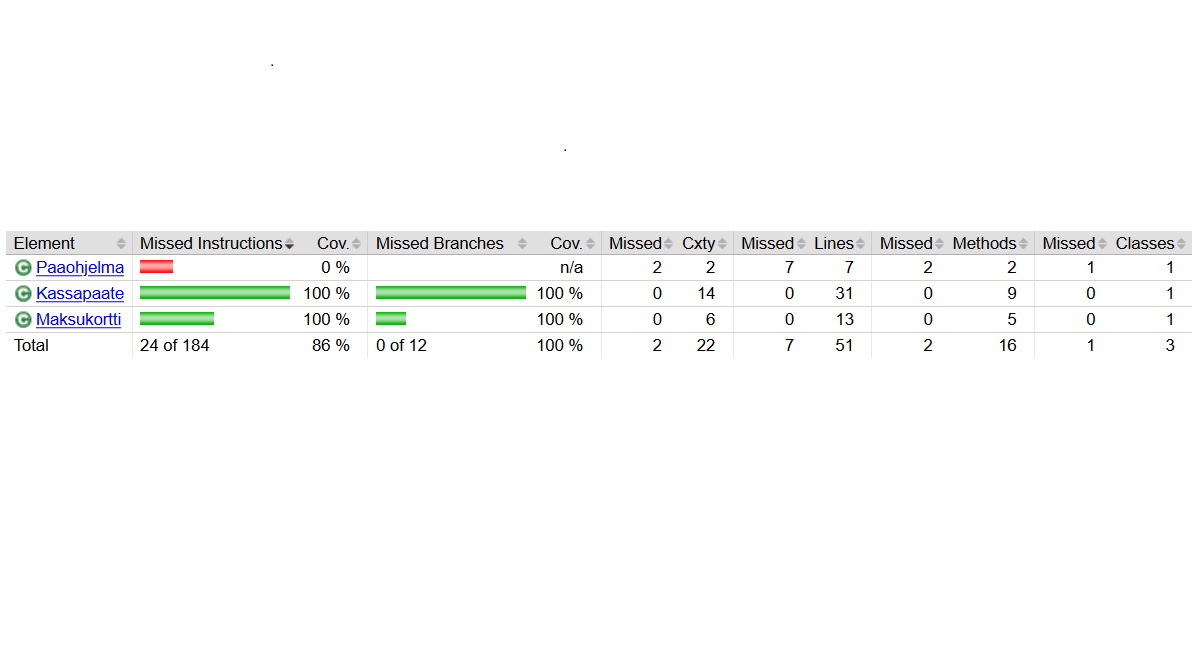 Element Missed Instructions Cov. Missed Branches Cov. Missed Cxty Missed Lines Missed Methods Missed Classes
Paaohjelma 0 % n/a 2 2 7 7 2 2 1 1
Kassapaate 100 % 100 % 0 14 0 31 0 9 0 1
Maksukortti 100 % 100 % 0 6 0 13 0 5 0 1
Total 24 of 184 86 % 0 of 12 100 % 2 22 7 51 2 16 1 3